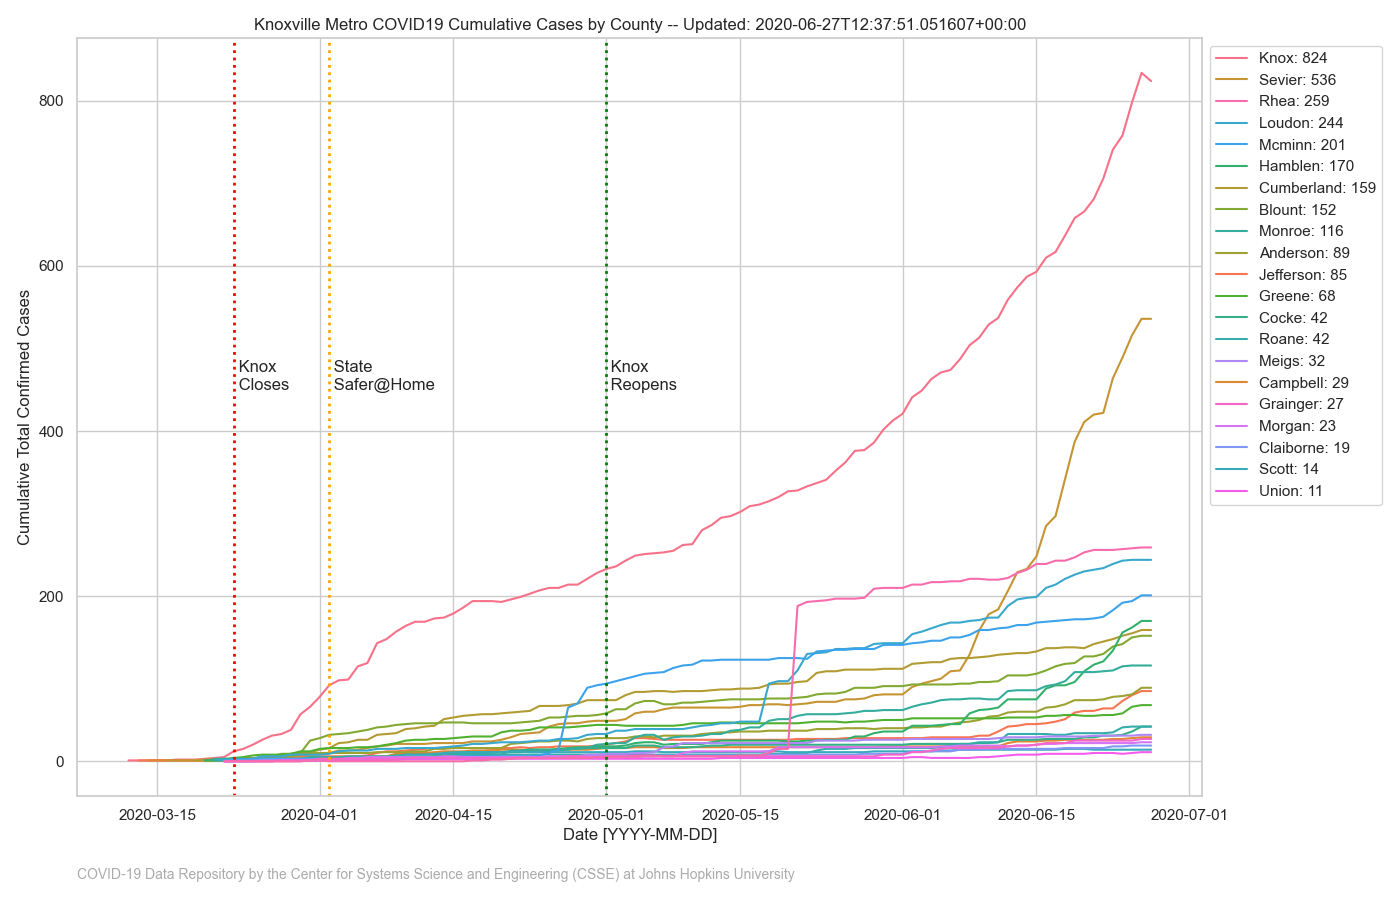 Knoxville Metro COVID19 Cumulative Cases by County -- Updated: 2020-06-27T12:37:51.051607+00:00
Cumulative Total Confirmed Cases
800
600
400
200
0
Knox
Closes
State
Safer@Home
Knox
Reopens
2020-03-15
2020-04-01
2020-04-15
2020-05-01
2020-05-15
2020-06-01
2020-06-15
2020-07-01
Date [YYYY-MM-DD]
Knox: 824
Sevier: 536
Rhea: 259
Loudon: 244
Mcminn: 201
Hamblen: 170
Cumberland: 159
Blount: 152
Monroe: 116
Anderson: 89
Jefferson: 85
Greene: 68
Cocke: 42
Roane: 42
Meigs: 32
Campbell: 29
Grainger: 27
Morgan: 23
Claiborne: 19
Scott: 14
Union: 11
COVID-19 Data Repository by the Center for Systems Science and Engineering (CSSE) at Johns Hopkins University